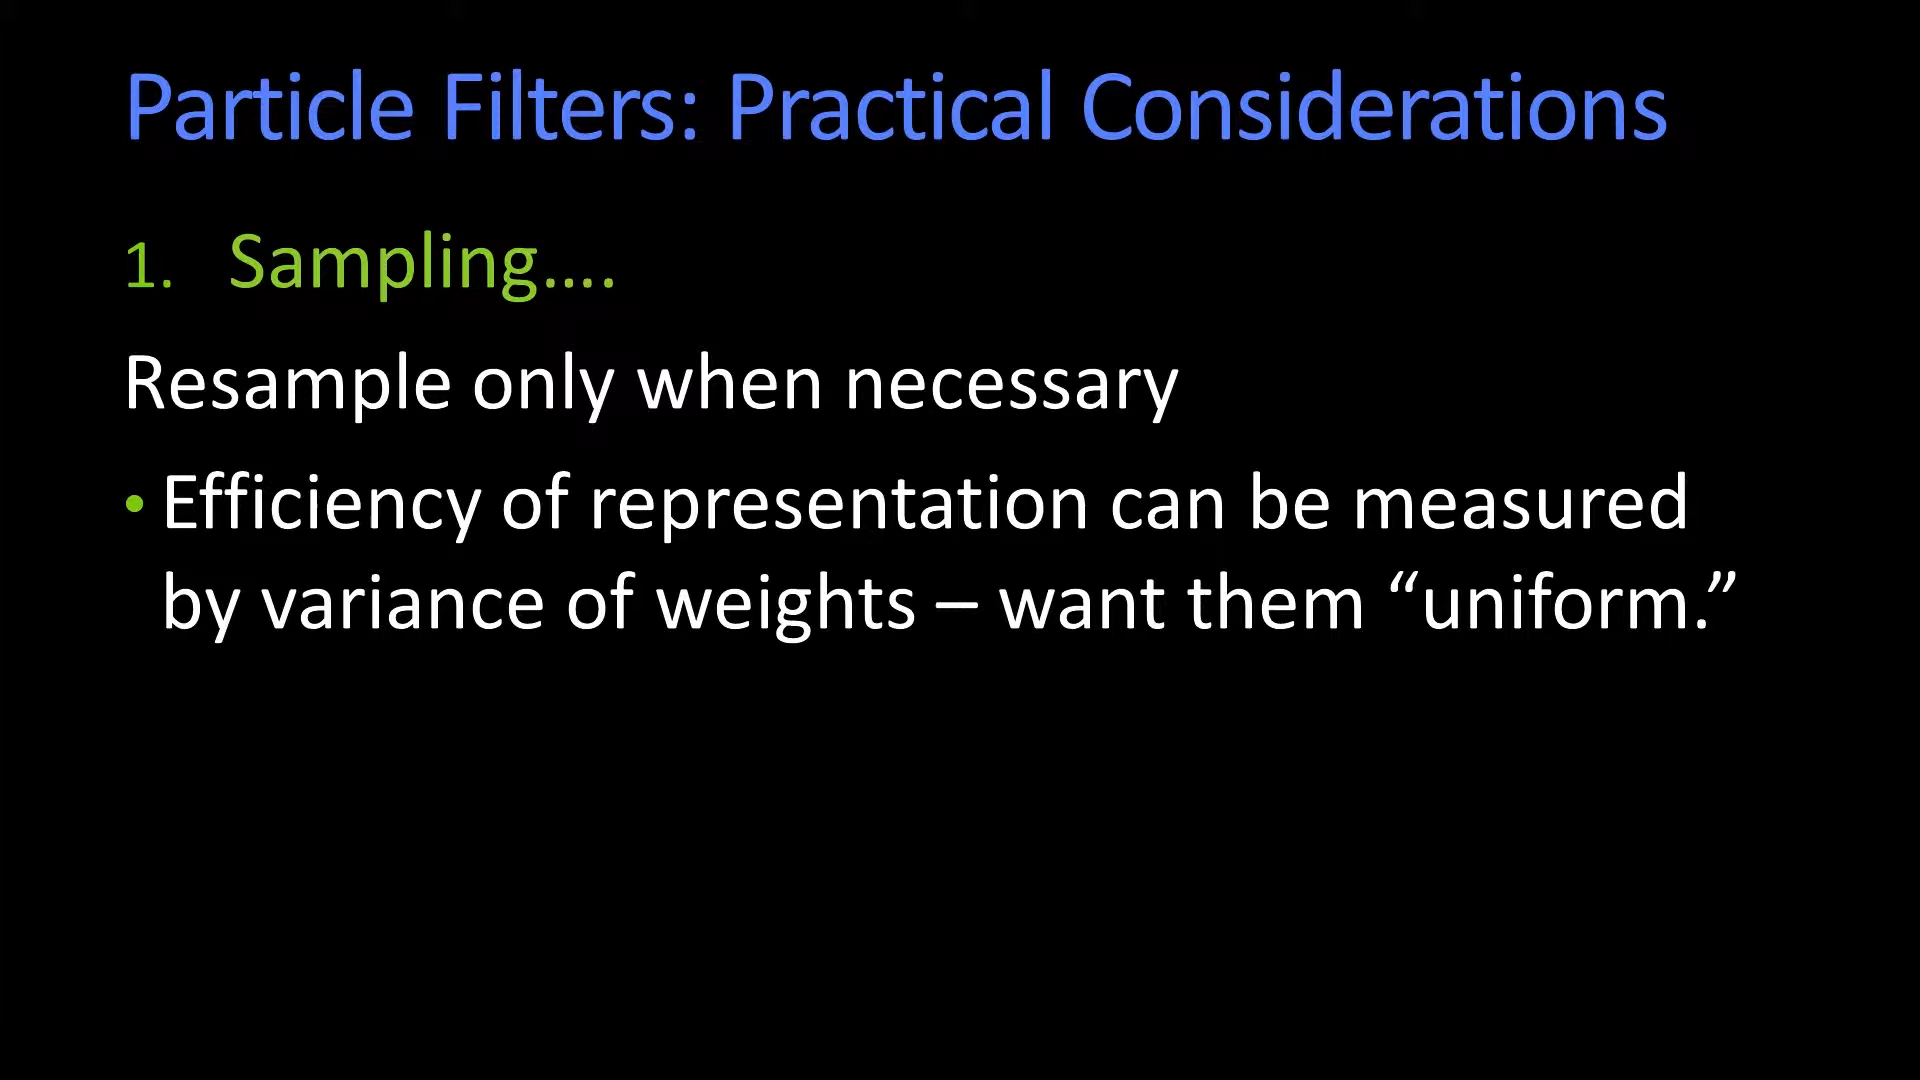 Particle Filters: Practical Considerations
1. Sampling....
Resample only when necessary
• Efficiency of representation can be measured
by variance of weights – want them “uniform.”